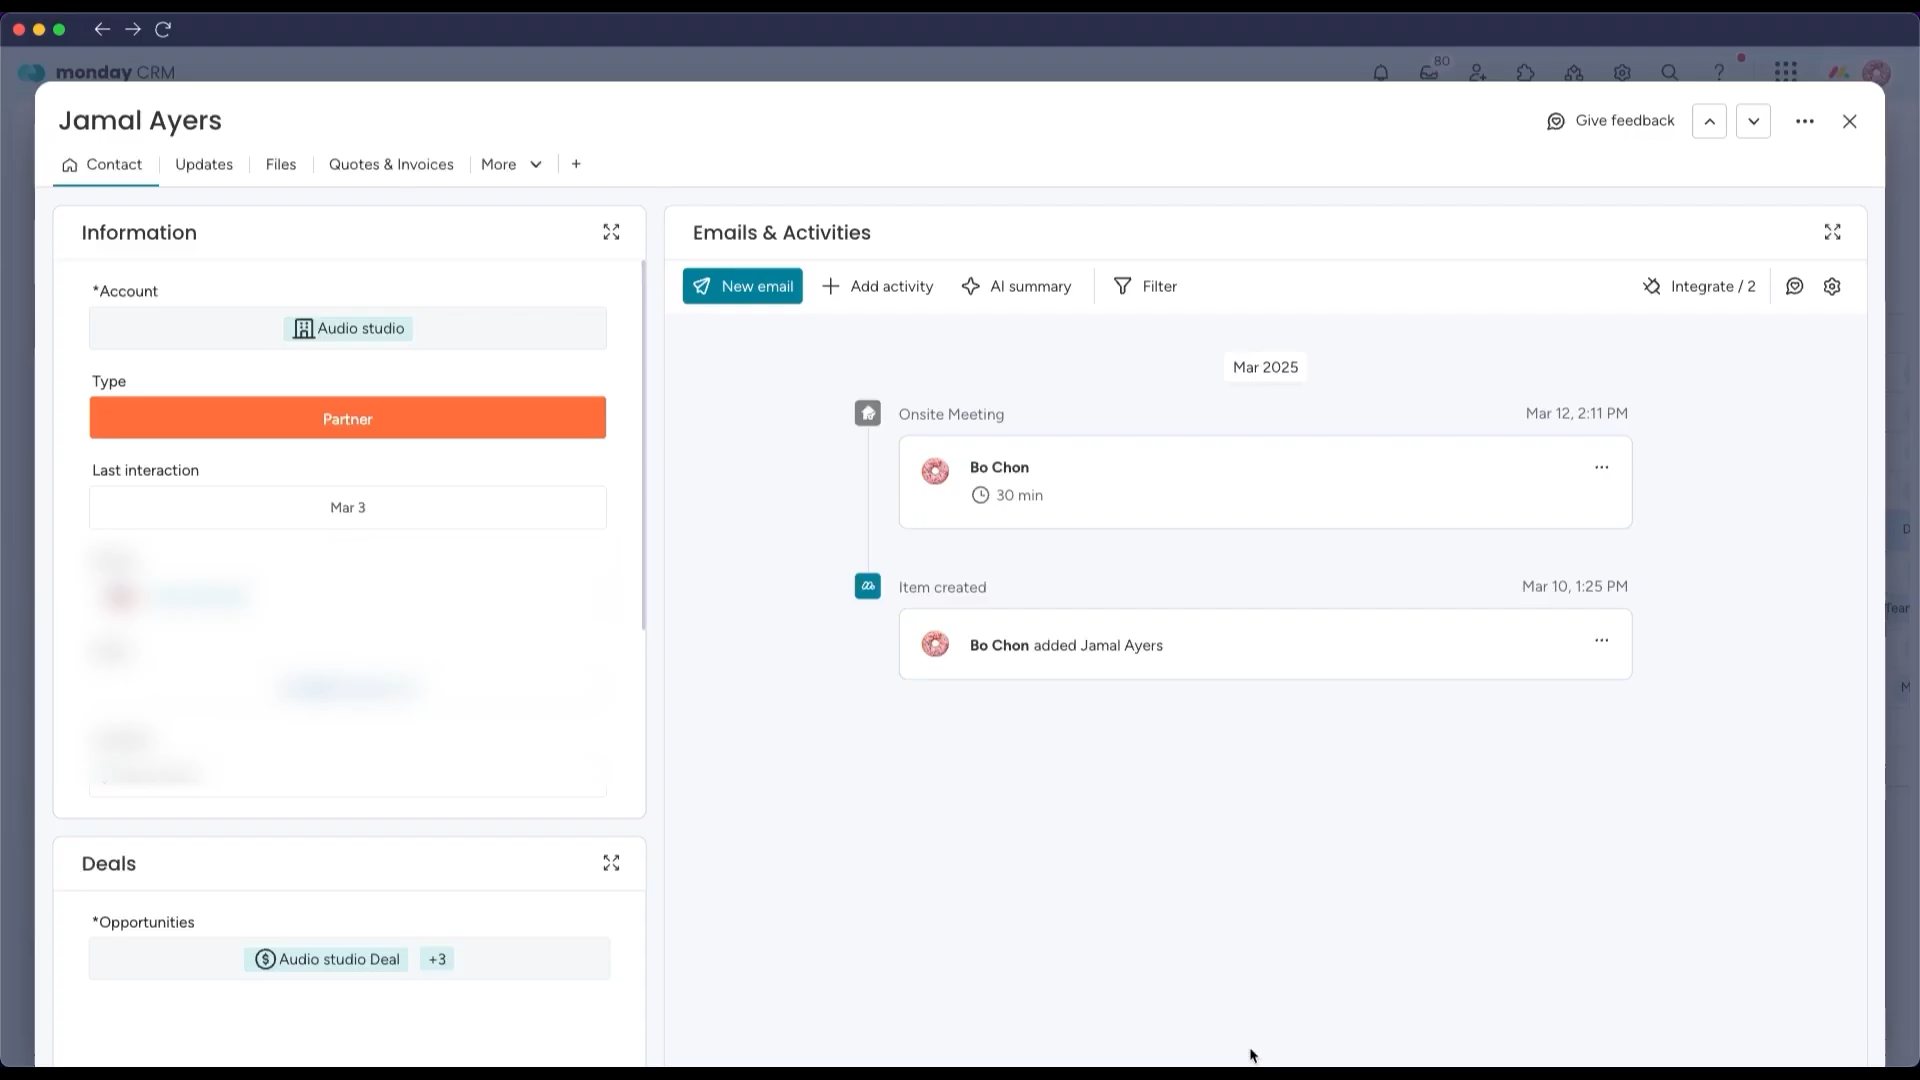 monday CRM
80
Jamal Ayers
Give feedback
Contact
Updates
Files
Quotes & Invoices
More
+
Information
*Account
Audio studio
Type
Partner
Last interaction
Mar 3
Deals
*Opportunities
Audio studio Deal
+3
Emails & Activities
New email
Add activity
AI summary
Filter
Integrate / 2
Mar 2025
Onsite Meeting
Mar 12, 2:11 PM
Bo Chon
30 min
Item created
Mar 10, 1:25 PM
Bo Chon added Jamal Ayers